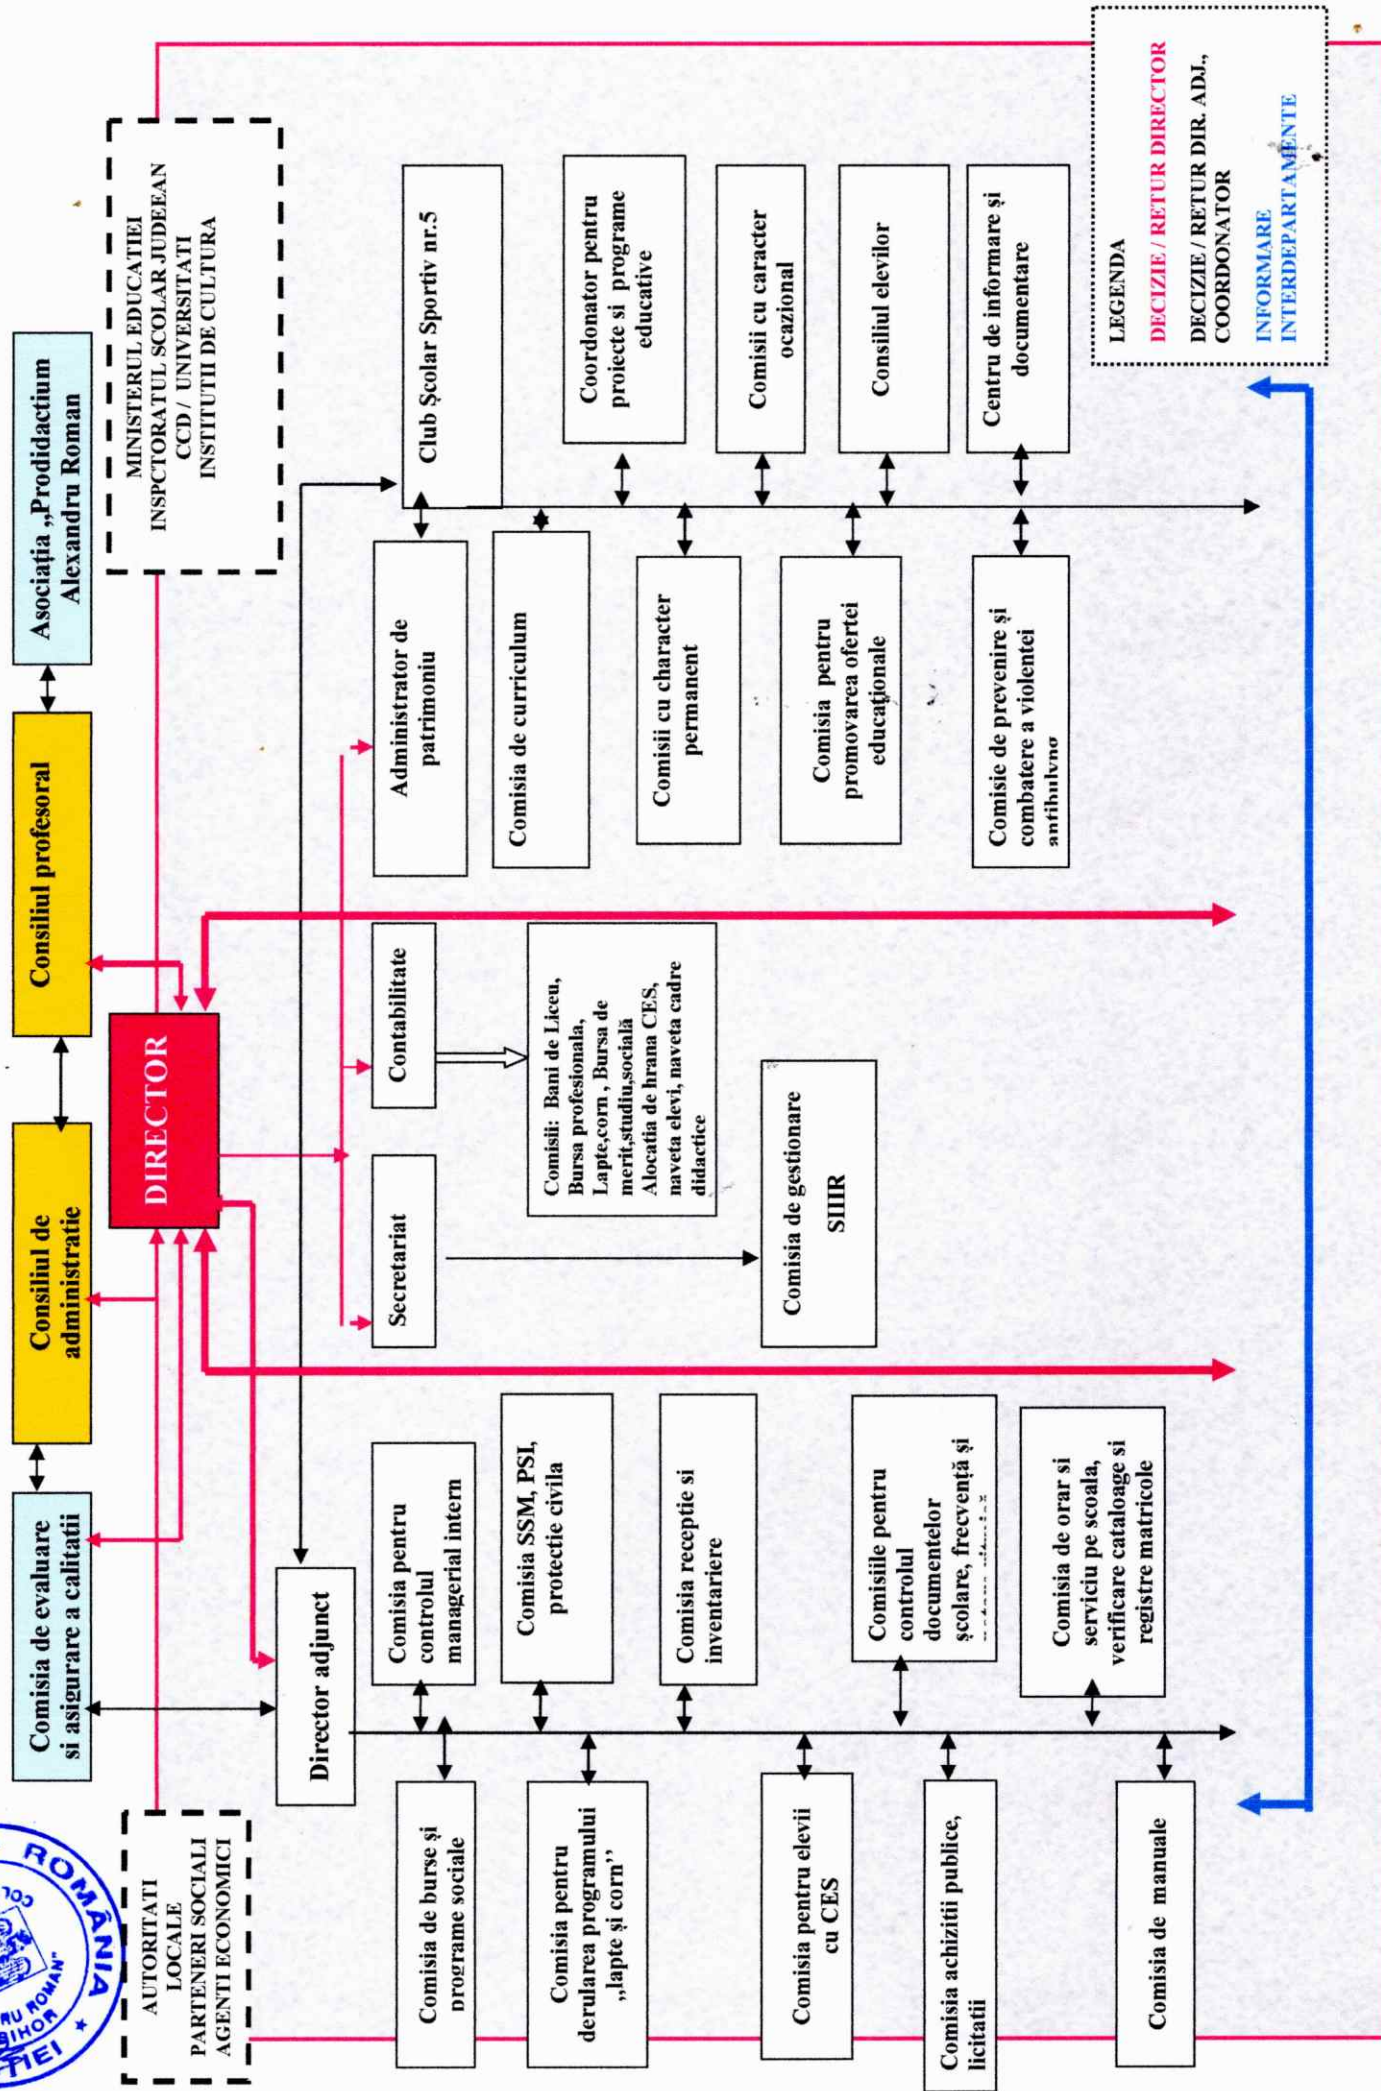 ROMÂNIA
COL
RU ROMAN"
BIHOR
ȚIEI
Comisia de evaluare
si asigurare a calitatii
Consiliul de
administratie
Consiliul profesoral
Asociația „Prodidactium
Alexandru Roman
AUTORITATI
LOCALE
PARTENERI SOCIALI
AGENTI ECONOMICI
DIRECTOR
MINISTERUL EDUCATIEI
INSPCTORATUL SCOLAR JUDEEAN
CCD / UNIVERSITATI
INSTITUTII DE CULTURA
Director adjunct
Comisia de burse și
programe sociale
Comisia pentru
controlul
managerial intern
Secretariat
Contabilitate
Administrator de
patrimoniu
Club Școlar Sportiv nr.5
Comisia pentru
derularea programului
„lapte și corn”
Comisia SSM, PSI,
protectie civila
Comisii: Bani de Liceu,
Bursa profesionala,
Lapte,corn , Bursa de
merit,studiu,socială
Alocatia de hrana CES,
naveta elevi, naveta cadre
didactice
Comisia de curriculum
Coordonator pentru
proiecte si programe
educative
Comisia receptie si
inventariere
Comisii cu character
permanent
Comisii cu caracter
ocazional
Comisia pentru elevii
cu CES
Comisia de gestionare
SIIIR
Comisia pentru
promovarea ofertei
educaționale
Consiliul elevilor
Comisia achizitii publice,
licitatii
Comisiile pentru
controlul
documentelor
școlare, frecvență și
Comisie de prevenire și
combatere a violentei
Centru de informare și
documentare
Comisia de manuale
Comisia de orar si
serviciu pe scoala,
verificare cataloage si
registre matricole
LEGENDA
DECIZIE / RETUR DIRECTOR
DECIZIE / RETUR DIR. ADJ.,
COORDONATOR
INFORMARE
INTERDEPARTAMENTE